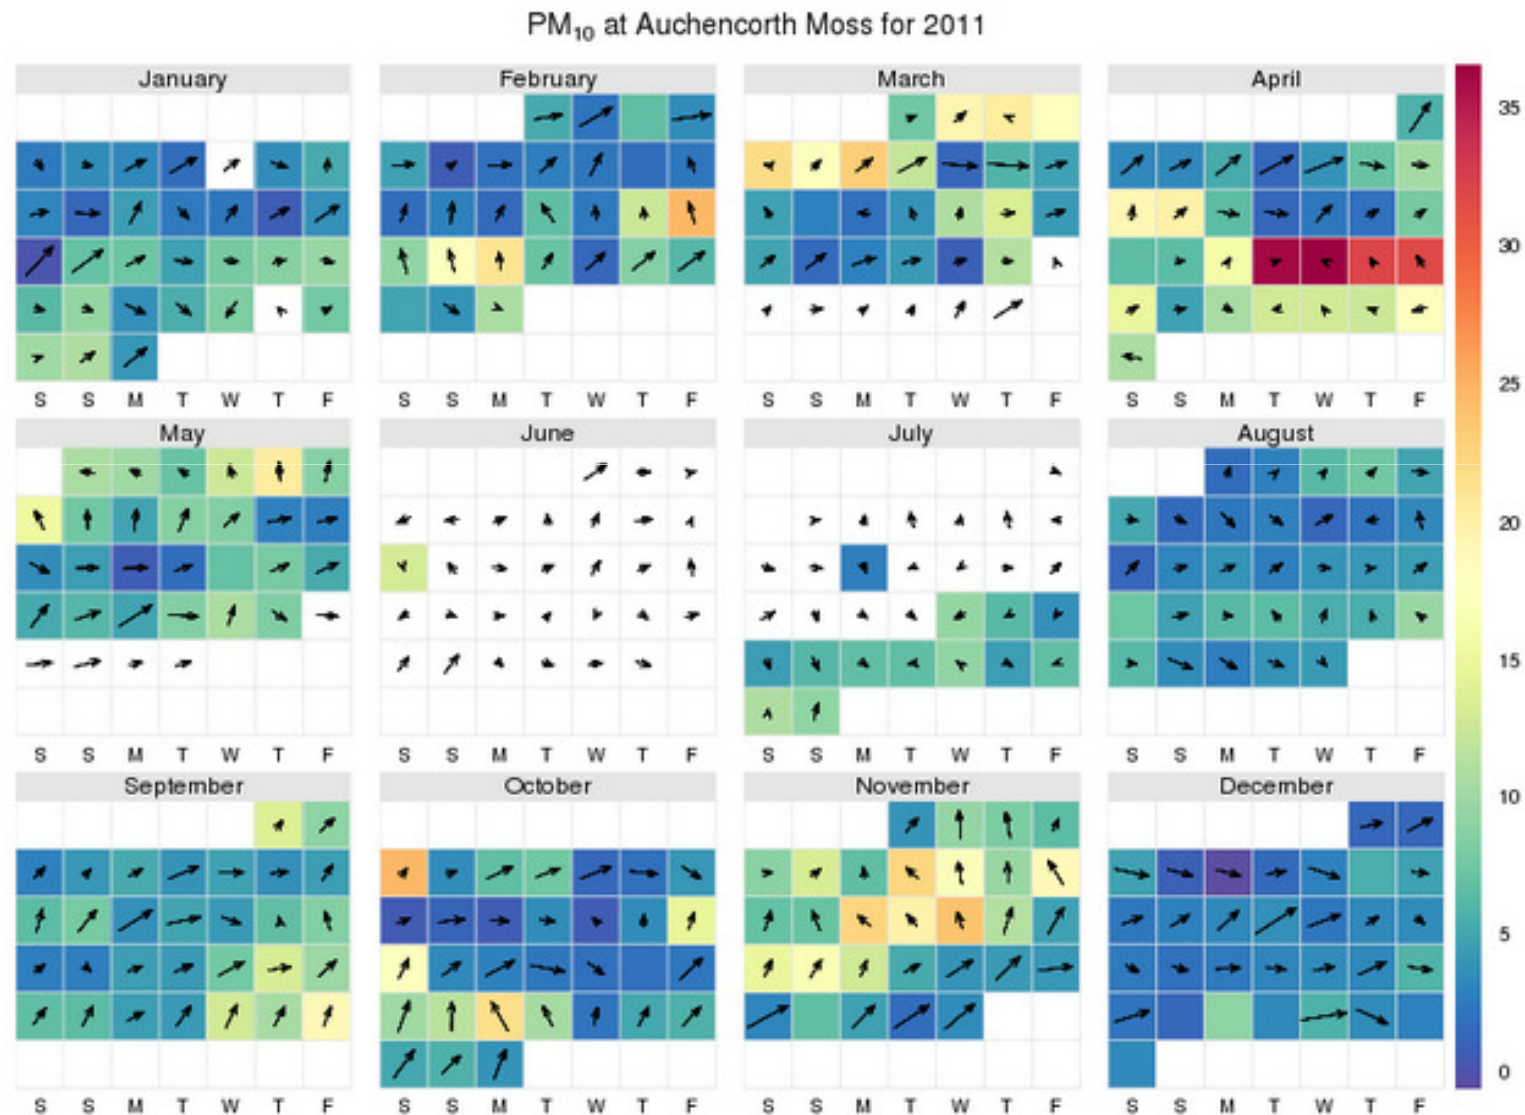 PM₁₀ at Auchencorth Moss for 2011
January February March April
S S M T W T F S S M T W T F S S M T W T F S S M T W T F
May June July August
S S M T W T F S S M T W T F S S M T W T F S S M T W T F
September October November December
S S M T W T F S S M T W T F S S M T W T F S S M T W T F
35
30
25
20
15
10
5
0